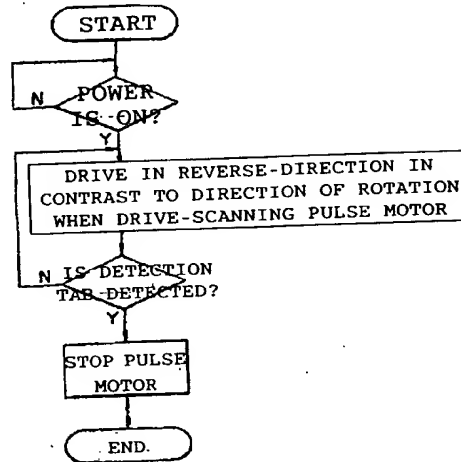 START
POWER
IS ON?
N
Y
DRIVE IN REVERSE-DIRECTION IN
CONTRAST TO DIRECTION OF ROTATION
WHEN DRIVE-SCANNING PULSE MOTOR
IS DETECTION
N
TAB DETECTED?
Y
STOP PULSE
MOTOR
END.